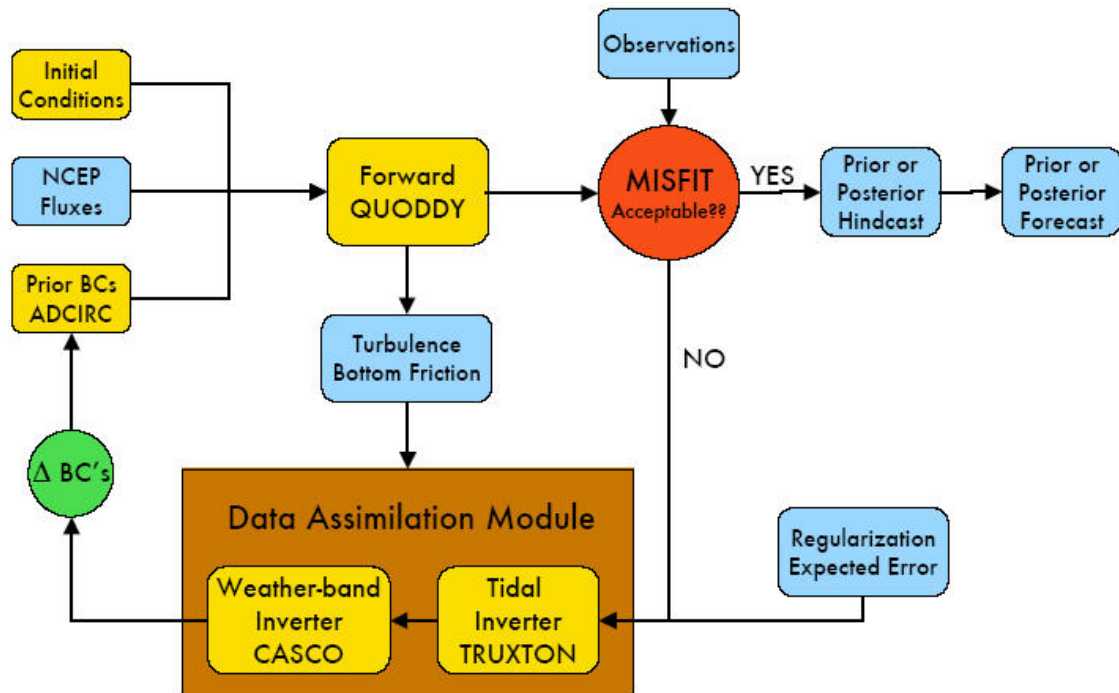 Observations
Initial
Conditions
NCEP
Fluxes
Prior BCs
ADCIRC
Forward
QUODDY
MISFIT
Acceptable??
YES
Prior or
Posterior
Hindcast
Prior or
Posterior
Forecast
Turbulence
Bottom Friction
NO
Δ BC's
Data Assimilation Module
Weather-band
Inverter
CASCO
Tidal
Inverter
TRUXTON
Regularization
Expected Error